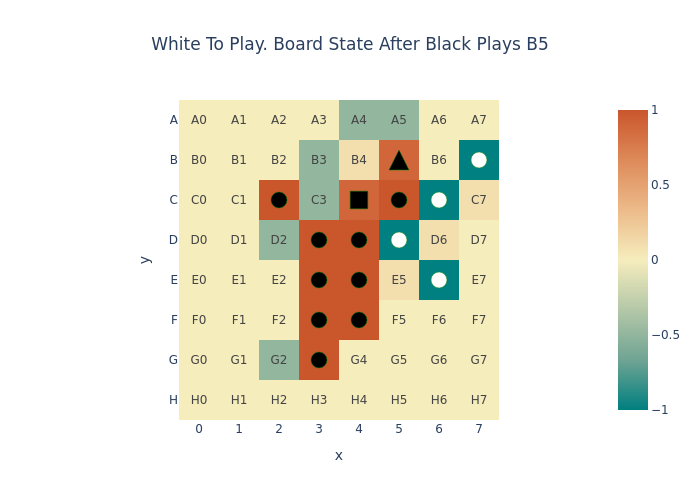 White To Play. Board State After Black Plays B5
A A0 A1 A2 A3 A4 A5 A6 A7
B B0 B1 B2 B3 B4 B6
C C0 C1 C3 C7
D D0 D1 D2 D6 D7
E E0 E1 E2 E5 E7
F F0 F1 F2 F5 F6 F7
G G0 G1 G2 G4 G5 G6 G7
H H0 H1 H2 H3 H4 H5 H6 H7
0 1 2 3 4 5 6 7
x
y
1
0.5
0
−0.5
−1